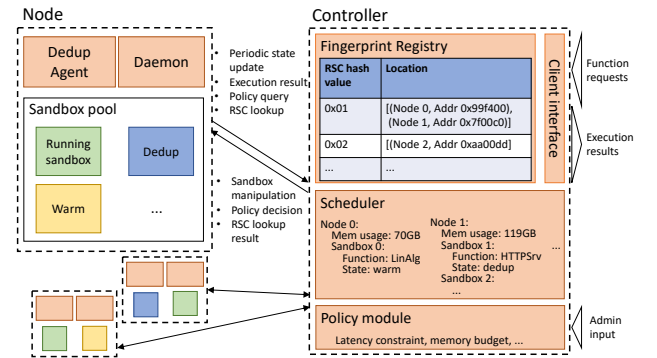 Node
Dedup
Agent
Daemon
Sandbox pool
Running
sandbox
Dedup
Warm
...
• Periodic state
update
• Execution result
• Policy query
• RSC lookup
• Sandbox
manipulation
• Policy decision
• RSC lookup
result
Controller
Fingerprint Registry
RSC hash
value
Location
0x01
[(Node 0, Addr 0x99f400),
(Node 1, Addr 0x7f00c0)]
0x02
[(Node 2, Addr 0xaa00dd]
...
...
Client interface
Function
requests
Execution
results
Scheduler
Node 0:
Mem usage: 70GB
Sandbox 0:
Function: LinAlg
State: warm
Node 1:
Mem usage: 119GB
Sandbox 1:
Function: HTTPSrv
State: dedup
Sandbox 2:
...
...
Policy module
Latency constraint, memory budget, ...
Admin
input